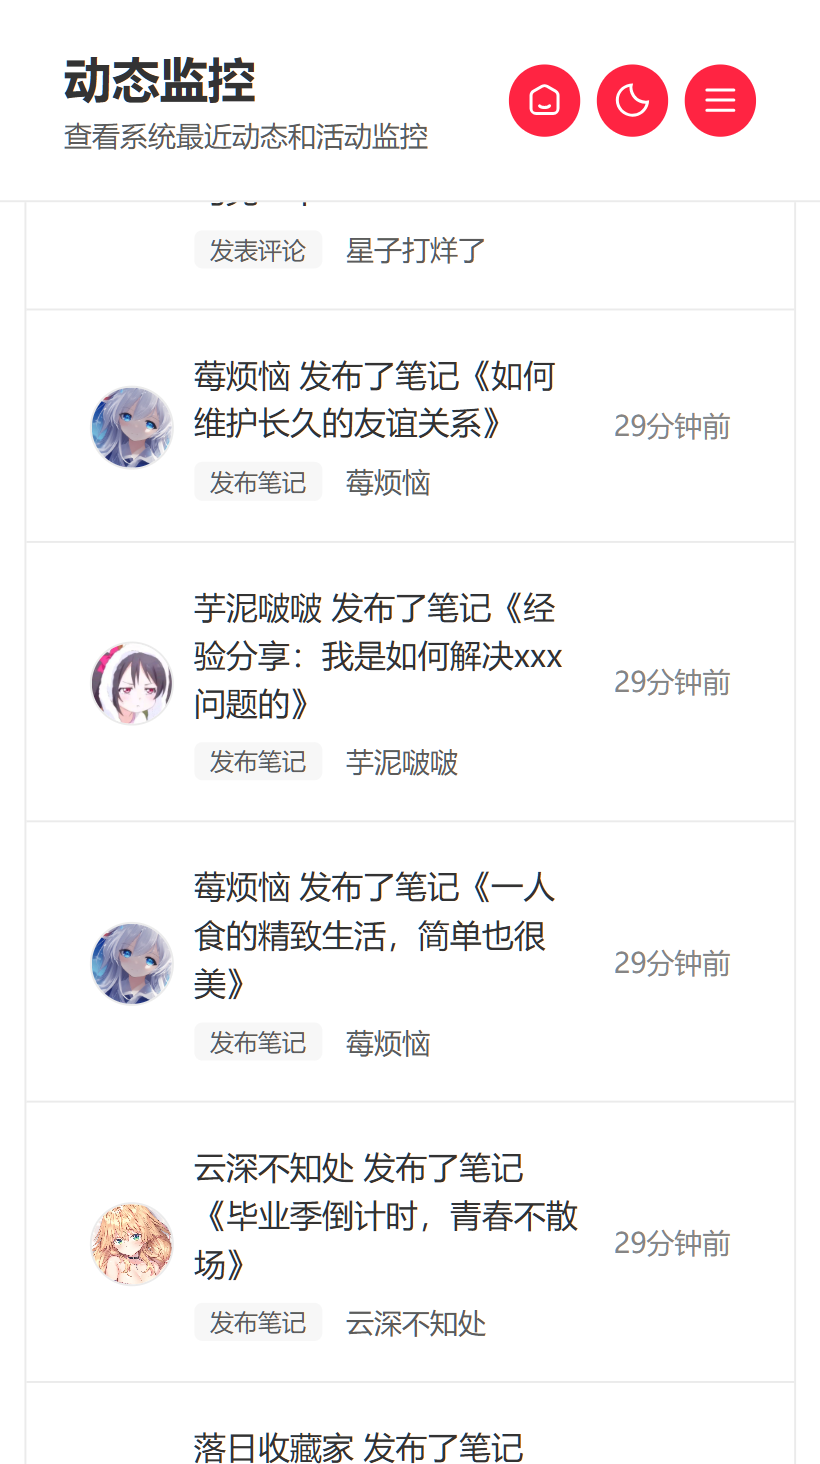 动态监控
查看系统最近动态和活动监控
发表评论 星子打烊了
莓烦恼 发布了笔记《如何
维护长久的友谊关系》
29分钟前
发布笔记 莓烦恼
芋泥啵啵 发布了笔记《经
验分享：我是如何解决xxx
问题的》
29分钟前
发布笔记 芋泥啵啵
莓烦恼 发布了笔记《一人
食的精致生活，简单也很
美》
29分钟前
发布笔记 莓烦恼
云深不知处 发布了笔记
《毕业季倒计时，青春不散
场》
29分钟前
发布笔记 云深不知处
落日收藏家 发布了笔记